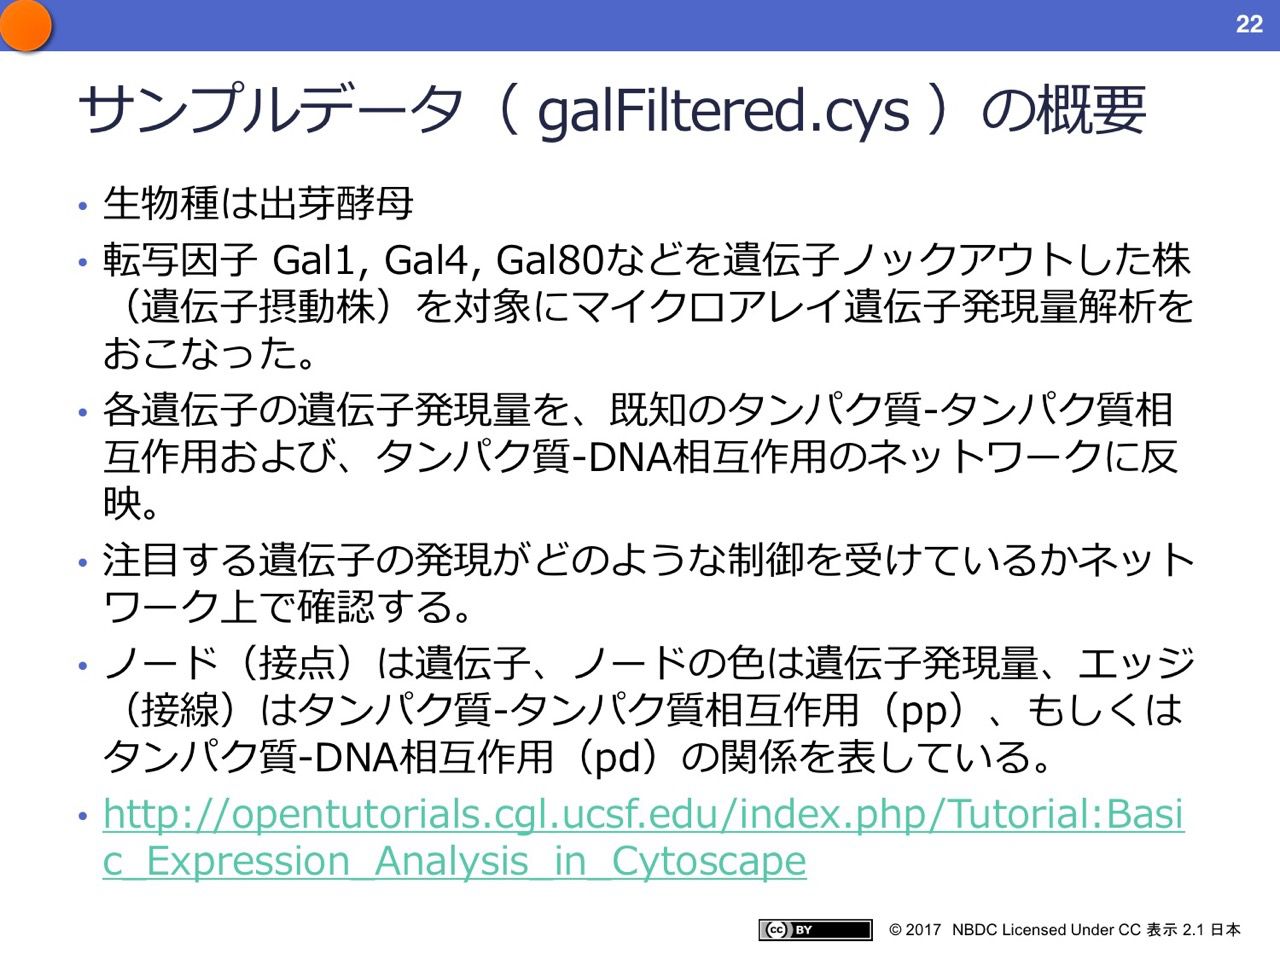 22
サンプルデータ（ galFiltered.cys ）の概要
• 生物種は出芽酵母
• 転写因子 Gal1, Gal4, Gal80などを遺伝子ノックアウトした株
（遺伝子摂動株）を対象にマイクロアレイ遺伝子発現量解析を
おこなった。
• 各遺伝子の遺伝子発現量を、既知のタンパク質-タンパク質相
互作用および、タンパク質-DNA相互作用のネットワークに反
映。
• 注目する遺伝子の発現がどのような制御を受けているかネット
ワーク上で確認する。
• ノード（接点）は遺伝子、ノードの色は遺伝子発現量、エッジ
（接線）はタンパク質-タンパク質相互作用（pp）、もしくは
タンパク質-DNA相互作用（pd）の関係を表している。
• http://opentutorials.cgl.ucsf.edu/index.php/Tutorial:Basi
c_Expression_Analysis_in_Cytoscape
cc BY © 2017 NBDC Licensed Under CC 表示 2.1 日本